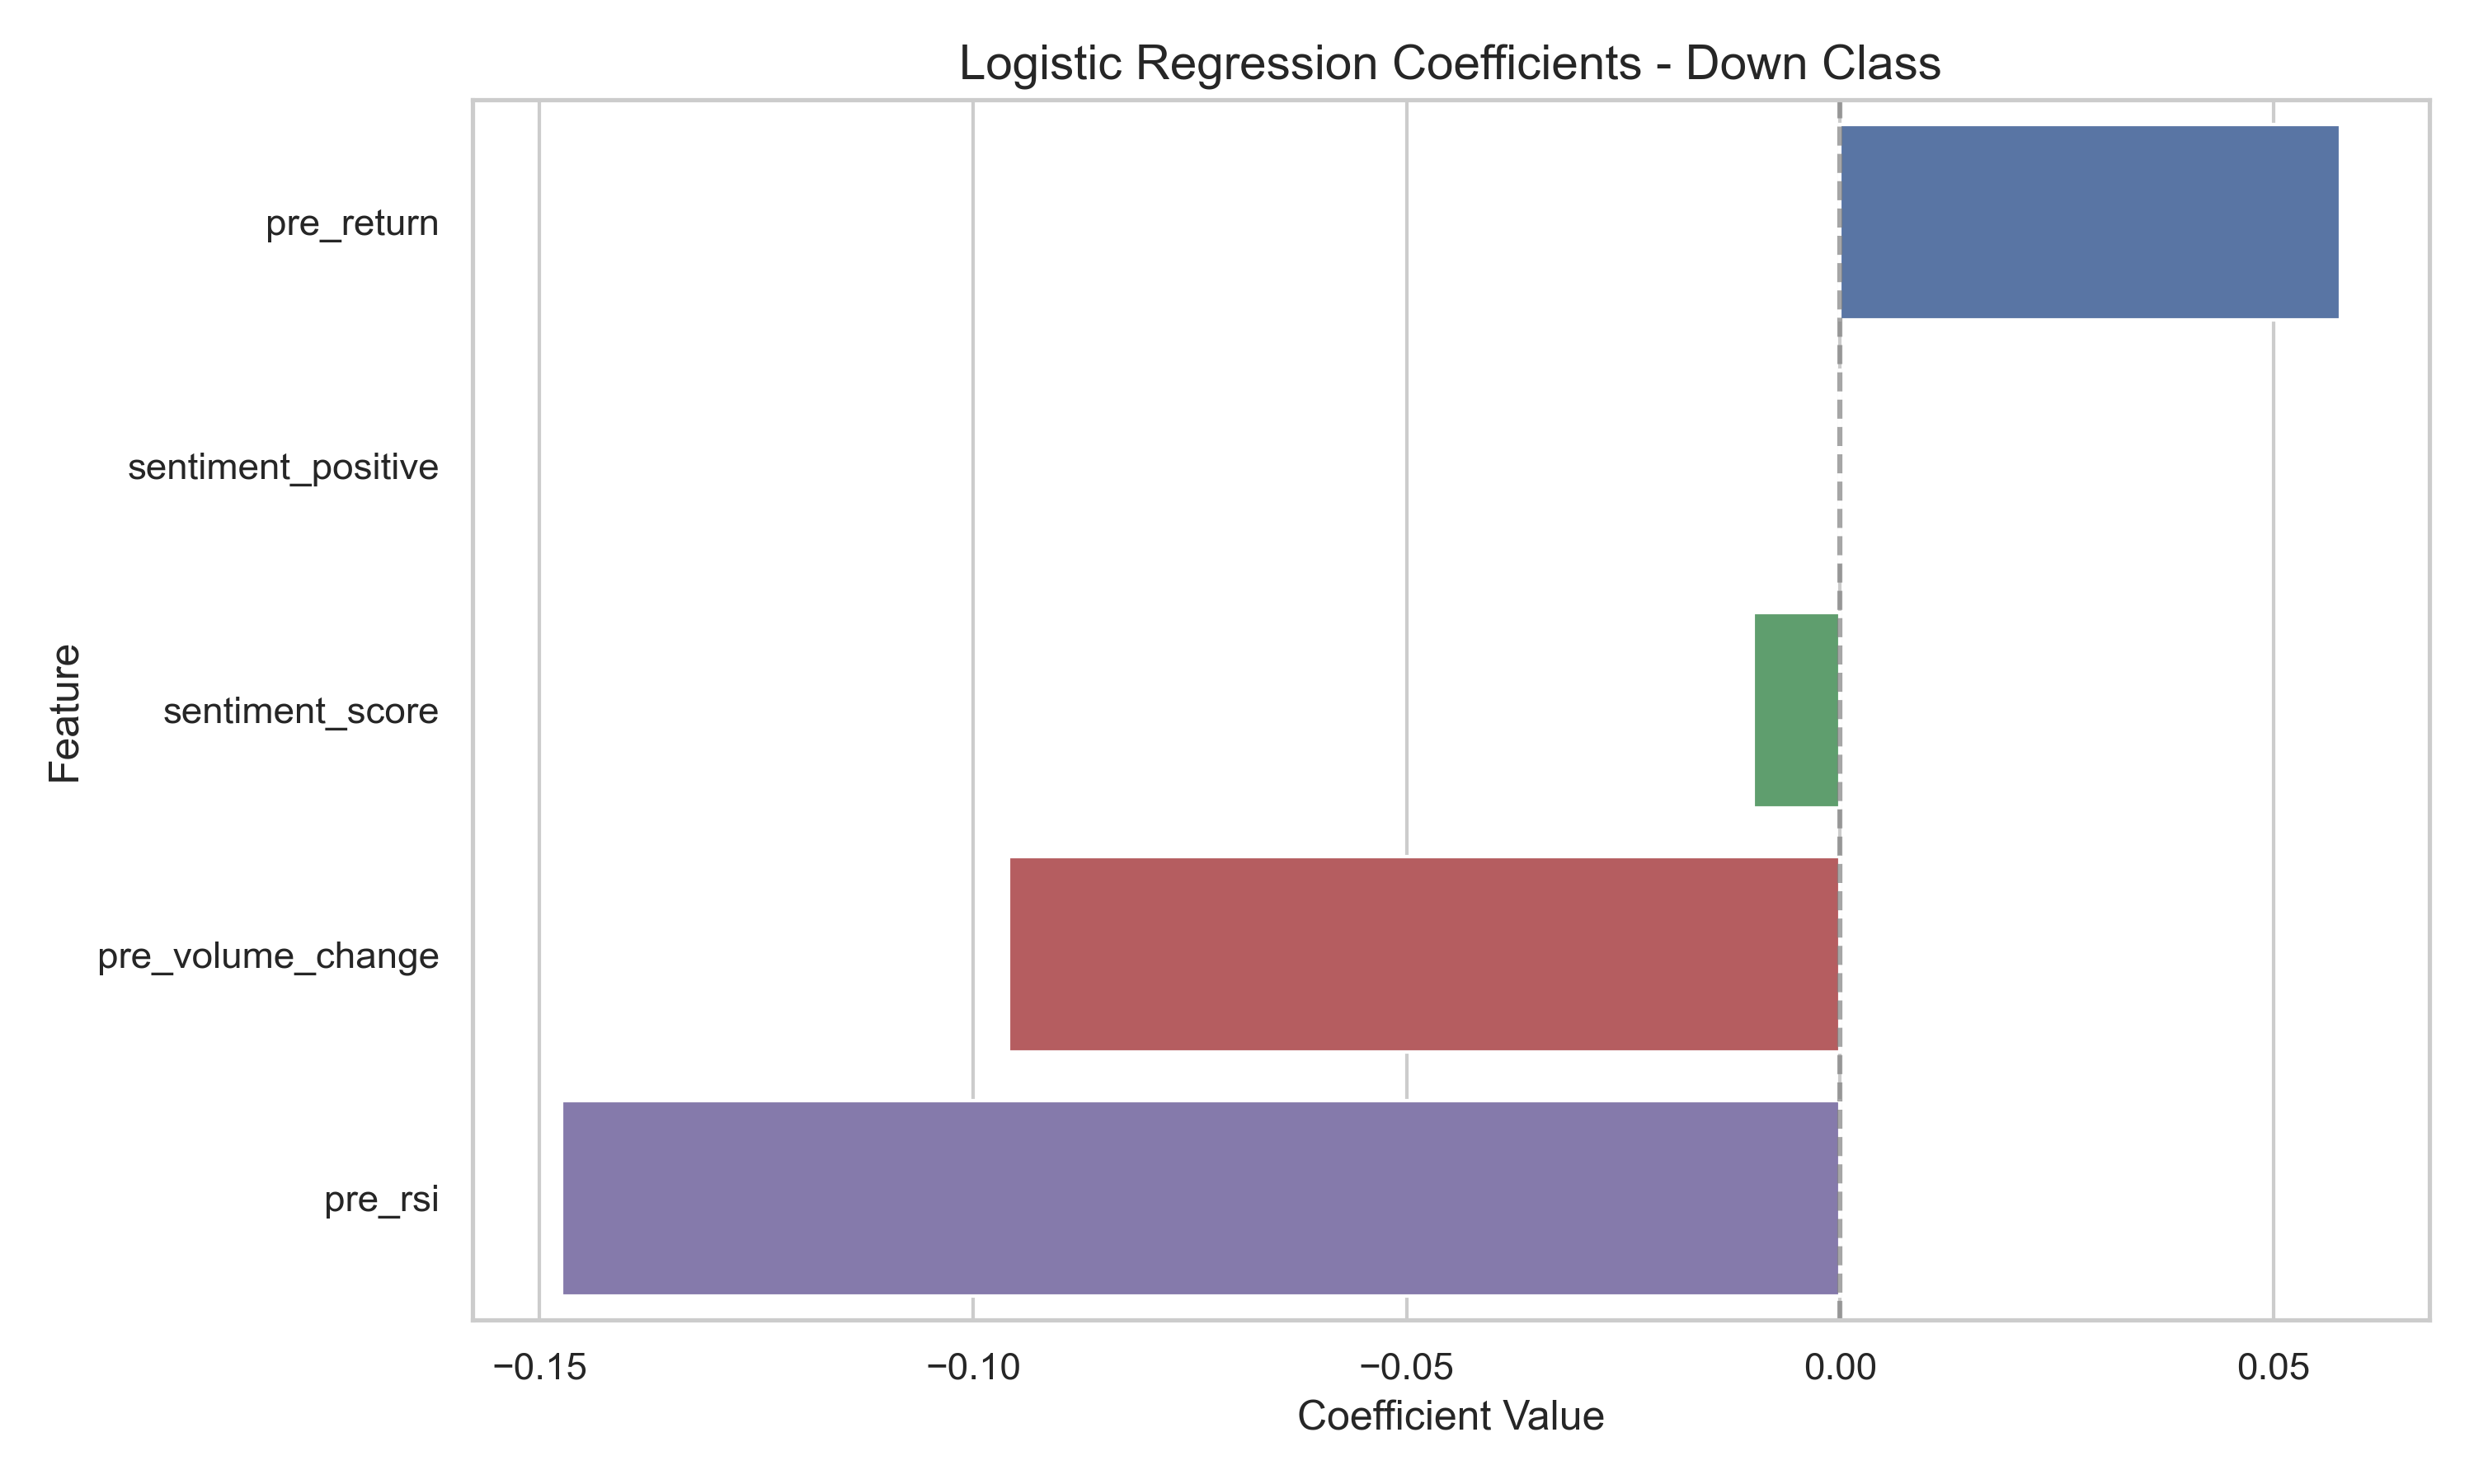 Logistic Regression Coefficients - Down Class
Feature
pre_return
sentiment_positive
sentiment_score
pre_volume_change
pre_rsi
−0.15
−0.10
−0.05
0.00
0.05
Coefficient Value